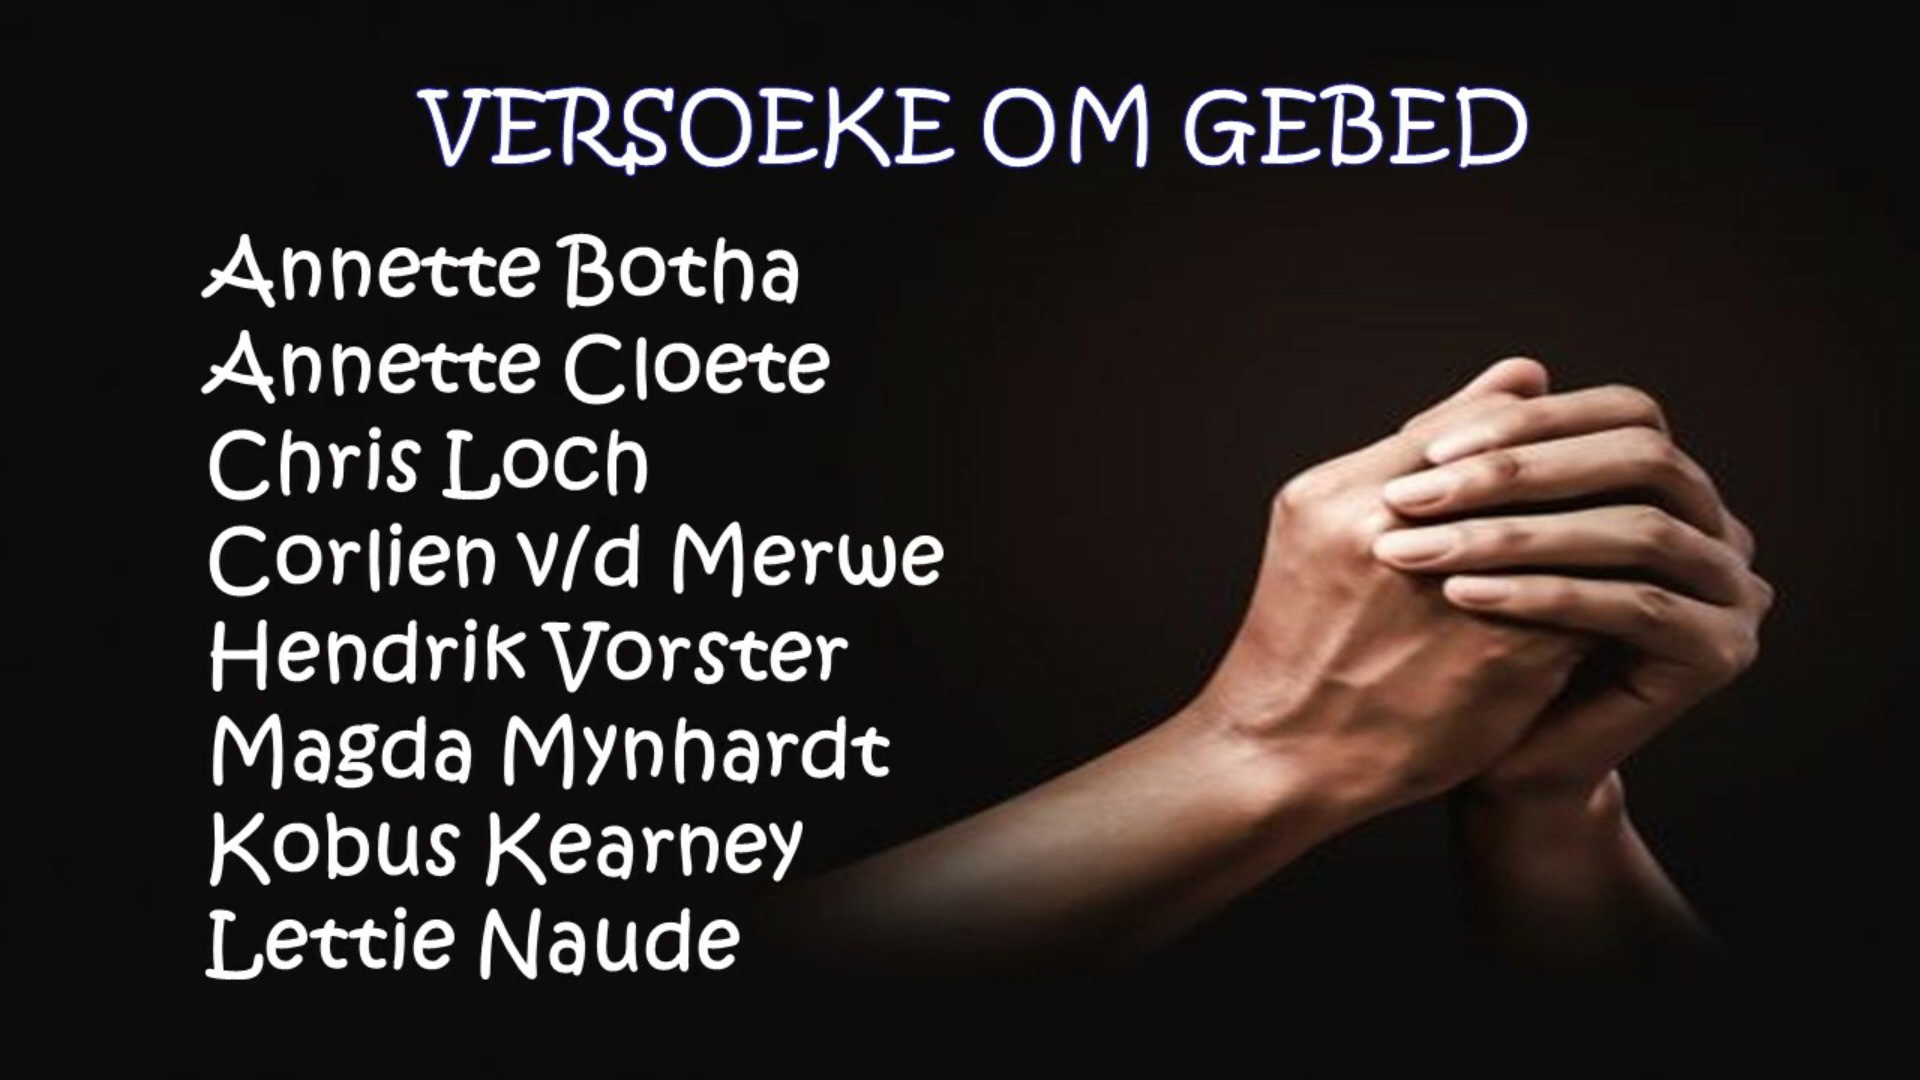 VERSOEKE OM GEBED
Annette Botha
Annette Cloete
Chris Loch
Corlien v/d Merwe
Hendrik Vorster
Magda Mynhardt
Kobus Kearney
Lettie Naude